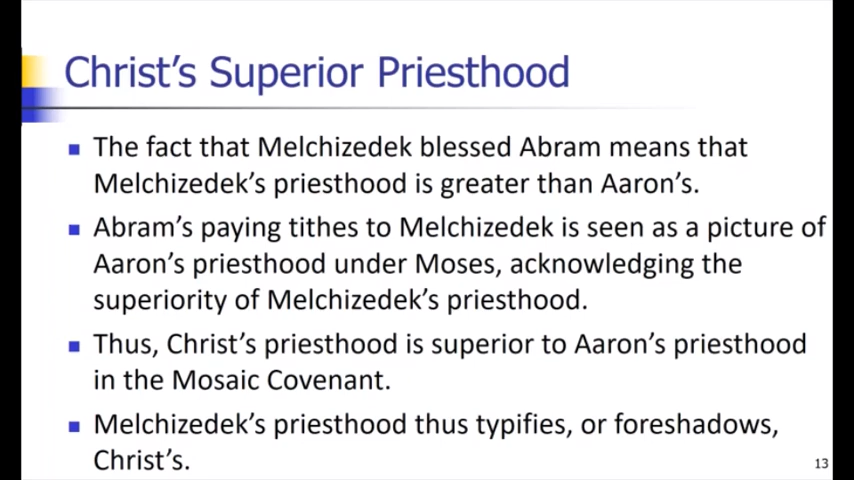 Christ's Superior Priesthood
The fact that Melchizedek blessed Abram means that
Melchizedek's priesthood is greater than Aaron's.
Abram's paying tithes to Melchizedek is seen as a picture of
Aaron's priesthood under Moses, acknowledging the
superiority of Melchizedek's priesthood.
Thus, Christ's priesthood is superior to Aaron's priesthood
in the Mosaic Covenant.
Melchizedek's priesthood thus typifies, or foreshadows,
Christ's.
13